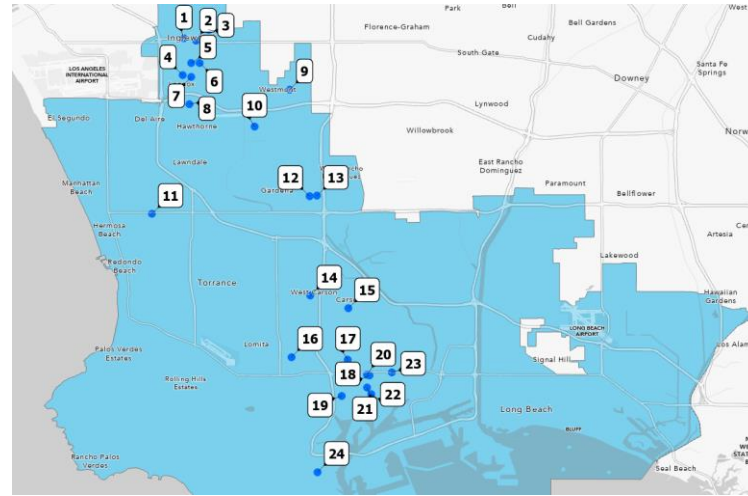 Park
Bell
West
Florence-Graham
Bell Gardens
Cudahy
1
2
3
South Gate
Santa Fe
Springs
LOS ANGELES
INTERNATIONAL
AIRPORT
4
5
6
Downey
9
Westmont
7
8
10
Lynwood
El Segundo
Del Aire
Hawthorne
Willowbrook
Norw
Lawndale
East Rancho
Dominguez
Manhattan
Beach
12
13
Gardena
Paramount
Bellflower
11
Hermosa
Beach
Artesia
Redondo
Beach
Lakewood
Torrance
14
15
West Carson
Cars
Hawaiian
Gardens
LONG BEACH
AIRPORT
16
17
20
Lomita
Los Alan
Palos Verdes
Estates
18
23
Signal Hill
Rolling Hills
Estates
19
21
22
Long Beach
BLUFF
24
Rancho Palos
Verdes
Seal Beach